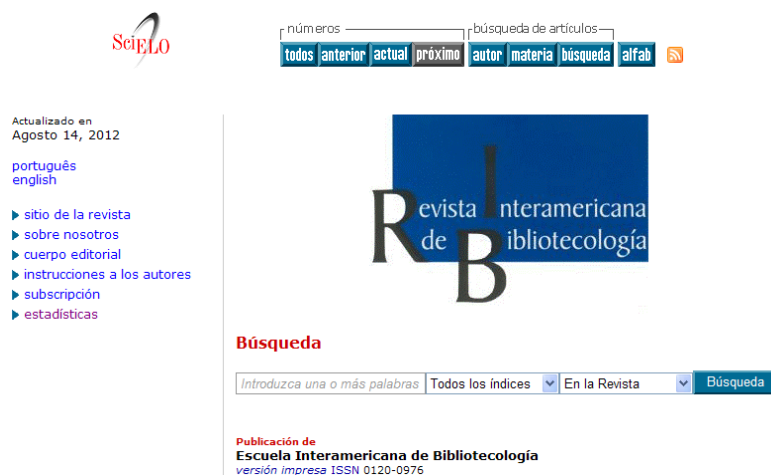 SciELO
números
búsqueda de artículos
todos anterior actual próximo autor materia búsqueda alfab
Actualizado en
Agosto 14, 2012
português
english
sitio de la revista
sobre nosotros
cuerpo editorial
instrucciones a los autores
subscripción
estadísticas
Revista Interamericana
de Bibliotecología
Búsqueda
Introduzca una o más palabras Todos los índices En la Revista Búsqueda
Publicación de
Escuela Interamericana de Bibliotecología
versión impresa ISSN 0120-0976